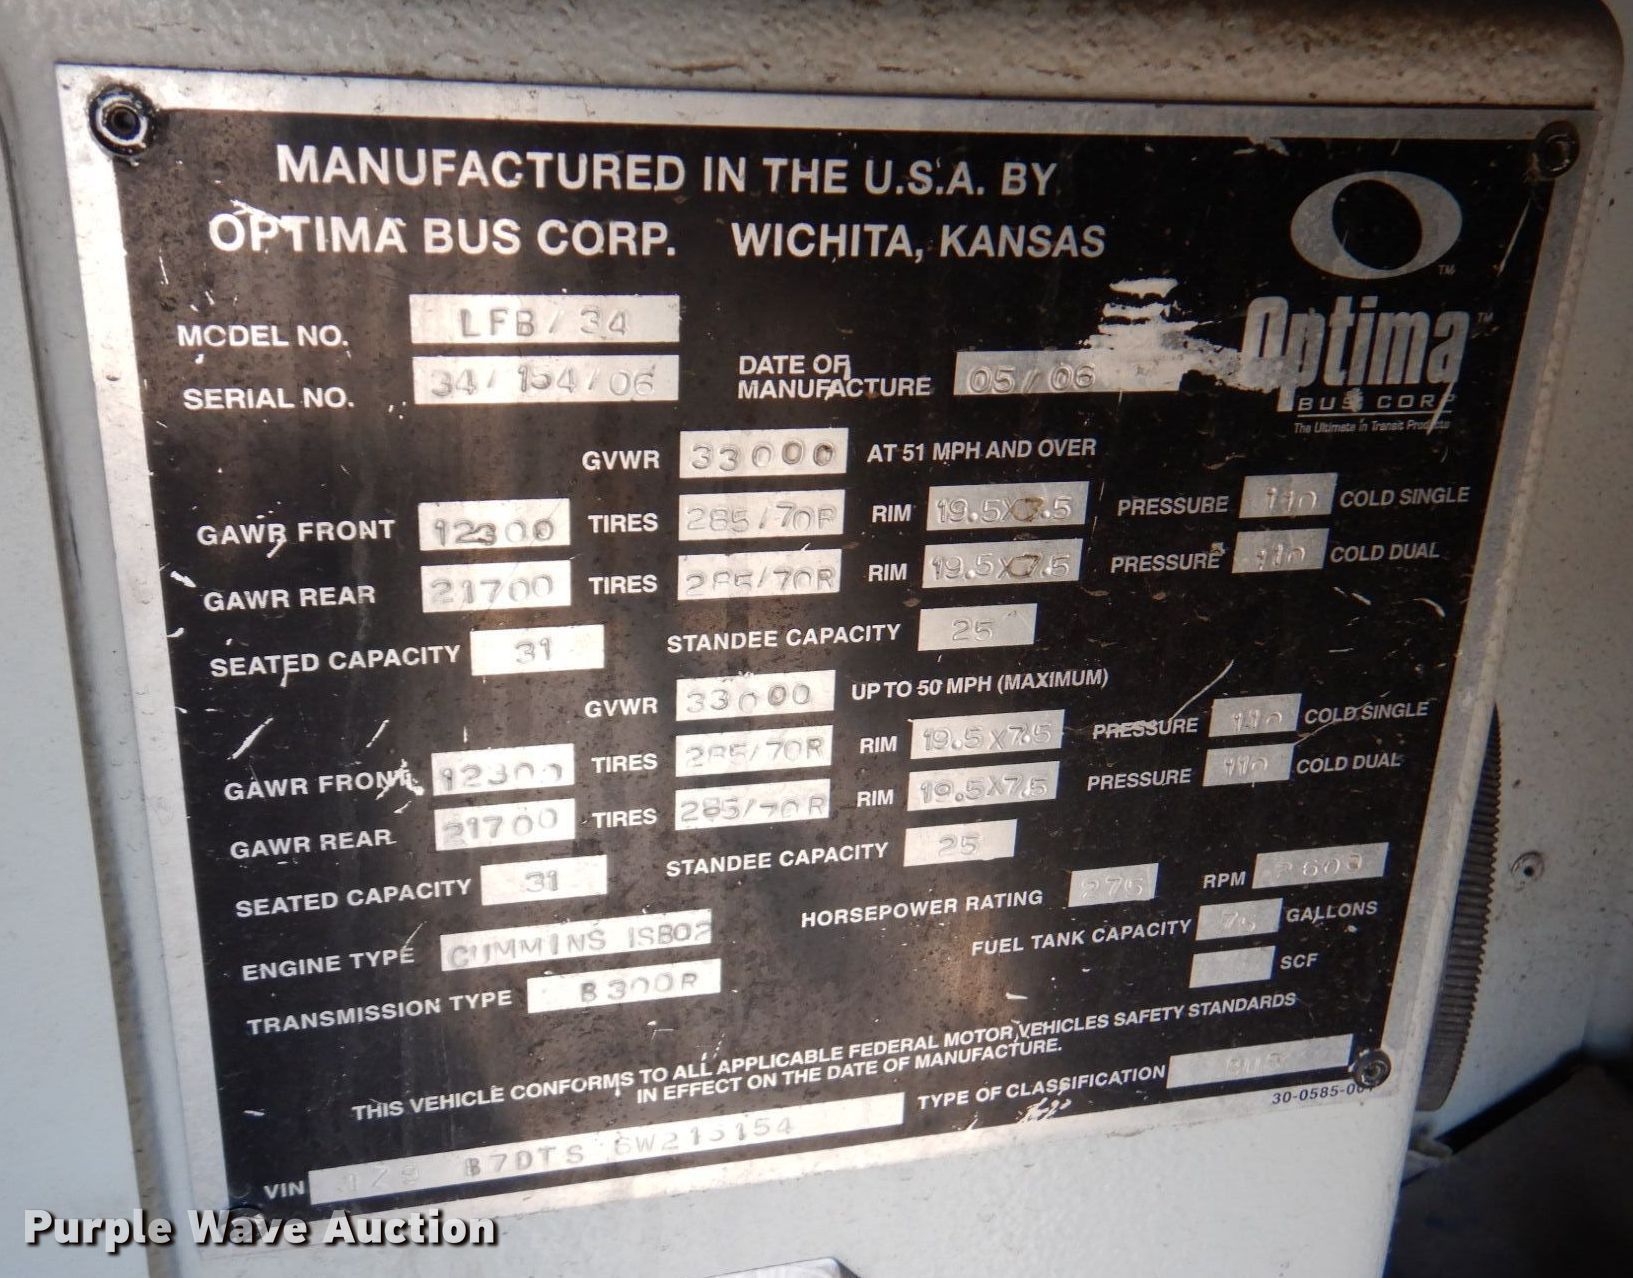 MANUFACTURED IN THE U.S.A. BY
OPTIMA BUS CORP. WICHITA, KANSAS
TM
Optima TM
BUS CORP
The Ultimate in Transit Products
MODEL NO. LFB/34
SERIAL NO. 34/154/06 DATE OF MANUFACTURE 05/06
GVWR 33000 AT 51 MPH AND OVER
GAWR FRONT 12300 TIRES 285/70R RIM 19.5X7.5 PRESSURE 110 COLD SINGLE
GAWR REAR 21700 TIRES 285/70R RIM 19.5X7.5 PRESSURE 110 COLD DUAL
SEATED CAPACITY 31 STANDEE CAPACITY 25
GVWR 33000 UP TO 50 MPH (MAXIMUM)
GAWR FRONT 12300 TIRES 285/70R RIM 19.5X7.5 PRESSURE 110 COLD SINGLE
GAWR REAR 21700 TIRES 285/70R RIM 19.5X7.5 PRESSURE 110 COLD DUAL
SEATED CAPACITY 31 STANDEE CAPACITY 25
HORSEPOWER RATING RPM 2600
ENGINE TYPE CUMMINS ISB02 FUEL TANK CAPACITY GALLONS
TRANSMISSION TYPE B300R SCF
THIS VEHICLE CONFORMS TO ALL APPLICABLE FEDERAL MOTOR VEHICLES SAFETY STANDARDS
IN EFFECT ON THE DATE OF MANUFACTURE.
TYPE OF CLASSIFICATION BUS
30-0585-001
VIN B7DTS 6W215154
Purple Wave Auction